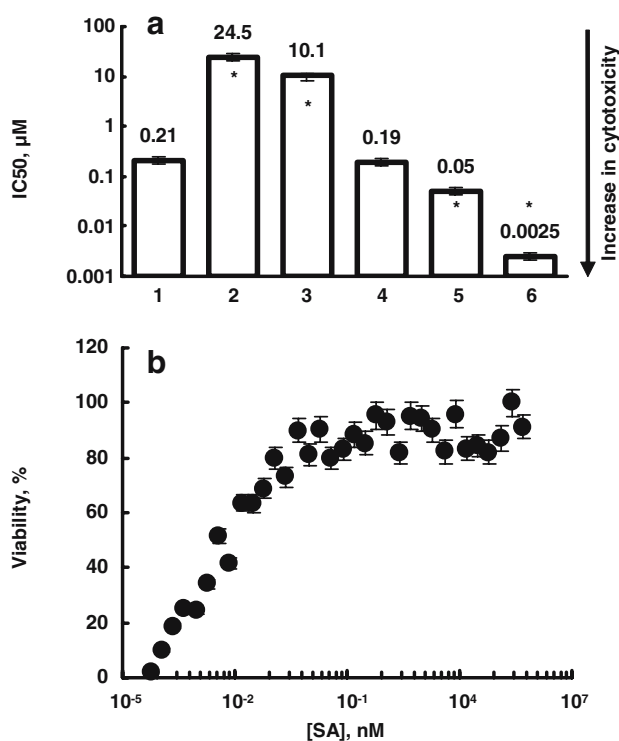 a
100
10
1
0.1
0.01
0.001
IC50, µM
0.21
24.5
*
10.1
*
0.19
0.05
*
*
0.0025
1 2 3 4 5 6
Increase in cytotoxicity
b
120
100
80
60
40
20
0
Viability, %
10-5 10-2 10-1 104 107
[SA], nM